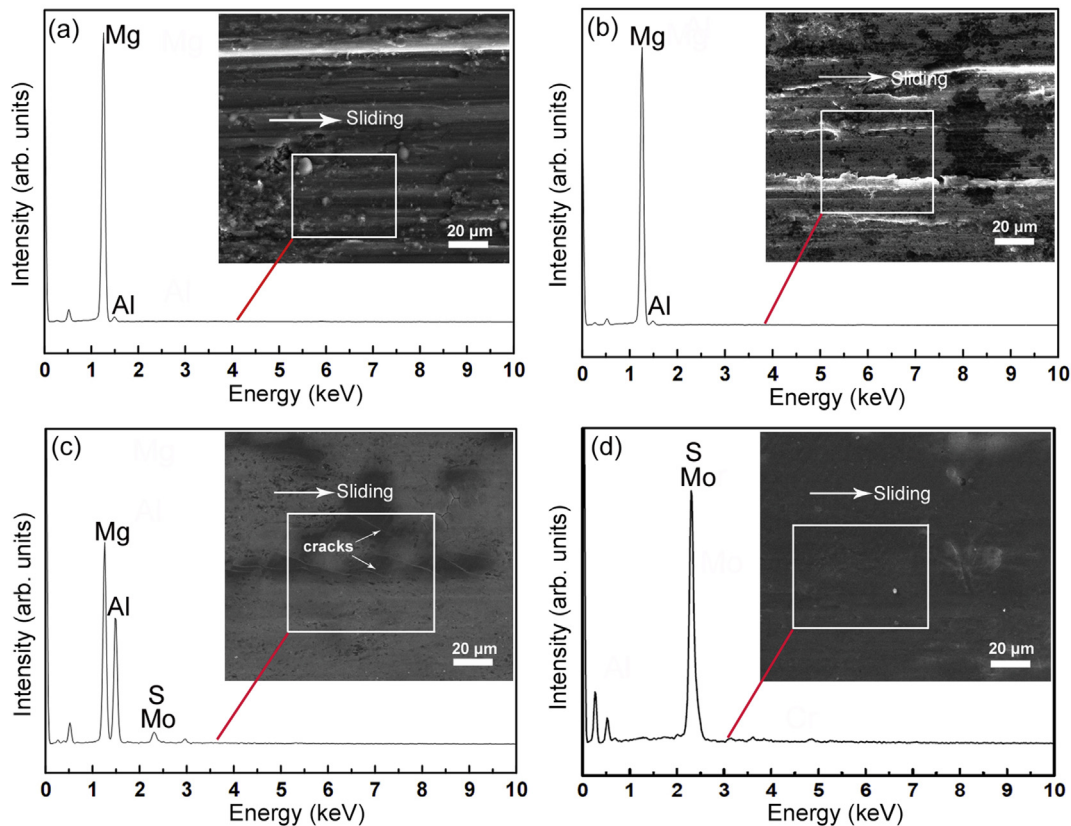 (a)
Mg
Al
Sliding
20 μm
Intensity (arb. units)
0 1 2 3 4 5 6 7 8 9 10
Energy (keV)
(b)
Mg
Al
Sliding
20 μm
Intensity (arb. units)
0 1 2 3 4 5 6 7 8 9 10
Energy (keV)
(c)
Mg
Al
S
Mo
Sliding
cracks
20 μm
Intensity (arb. units)
0 1 2 3 4 5 6 7 8 9 10
Energy (keV)
(d)
S
Mo
Sliding
20 μm
Intensity (arb. units)
0 1 2 3 4 5 6 7 8 9 10
Energy (keV)